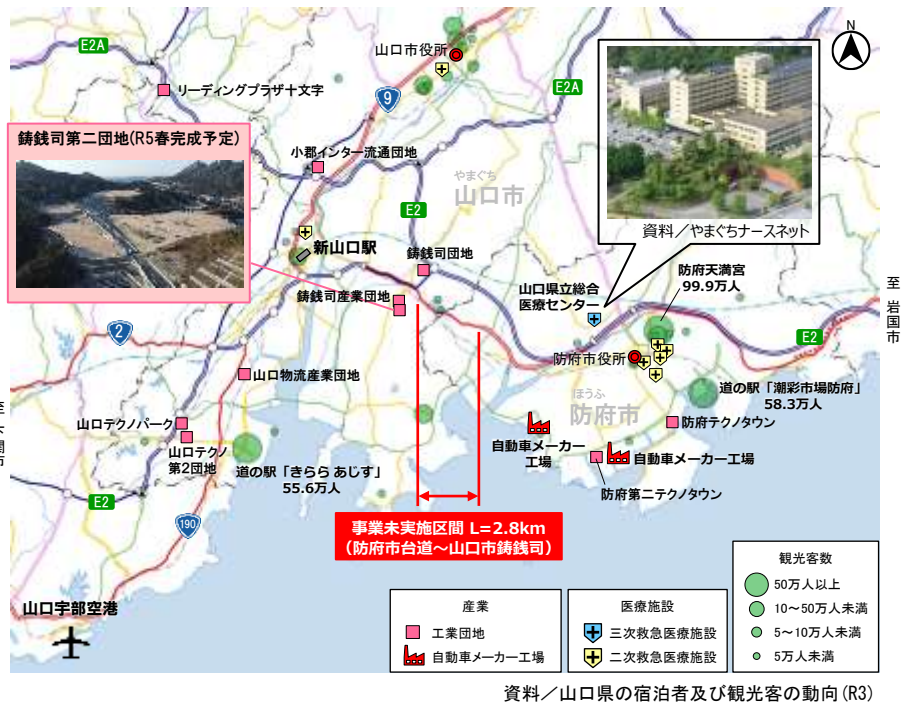 N
E2A
山口市役所
リーディングプラザ十文字
9
E2A
鋳銭司第二団地(R5春完成予定)
小郡インター流通団地
やまぐち
山口市
E2
資料／やまぐちナースネット
新山口駅
鋳銭司団地
防府天満宮
99.9万人
山口県立総合
医療センター
鋳銭司産業団地
至 岩国市
2
E2
防府市役所
山口物流産業団地
道の駅「潮彩市場防府」
58.3万人
ほうふ
防府市
至 下関市
山口テクノパーク
防府テクノタウン
山口テクノ
第2団地
自動車メーカー
工場
自動車メーカー工場
道の駅「きらら あじす」
55.6万人
防府第二テクノタウン
E2
190
事業未実施区間 L=2.8km
（防府市台道～山口市鋳銭司）
山口宇部空港
産業
工業団地
自動車メーカー工場
医療施設
三次救急医療施設
二次救急医療施設
観光客数
50万人以上
10～50万人未満
5～10万人未満
5万人未満
資料／山口県の宿泊者及び観光客の動向(R3)